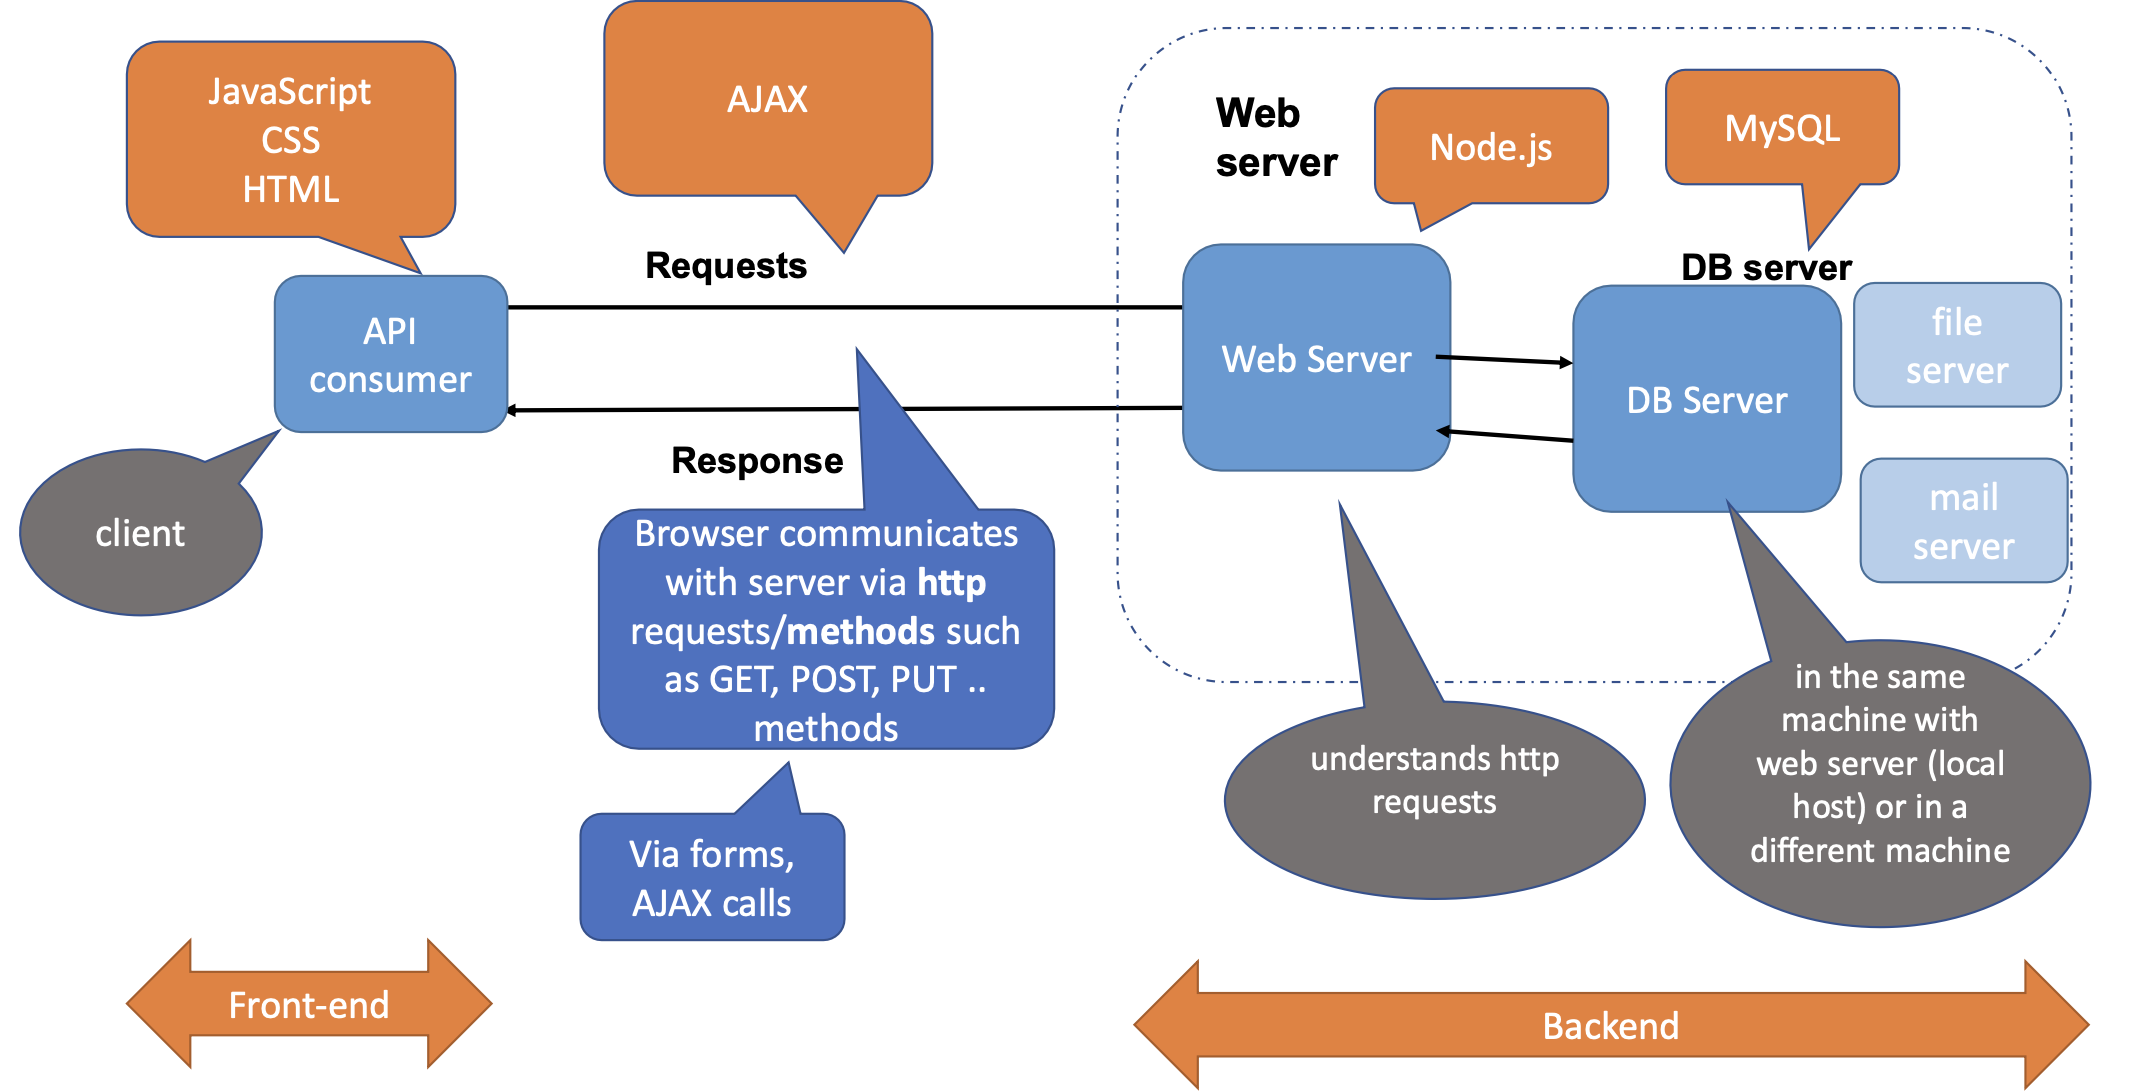 JavaScript
CSS
HTML
AJAX
Web
server
Node.js
MySQL
Requests
DB server
API
consumer
Web Server
DB Server
file
server
Response
client
mail
server
Browser communicates
with server via http
requests/methods such
as GET, POST, PUT ..
methods
understands http
requests
in the same
machine with
web server (local
host) or in a
different machine
Via forms,
AJAX calls
Front-end
Backend